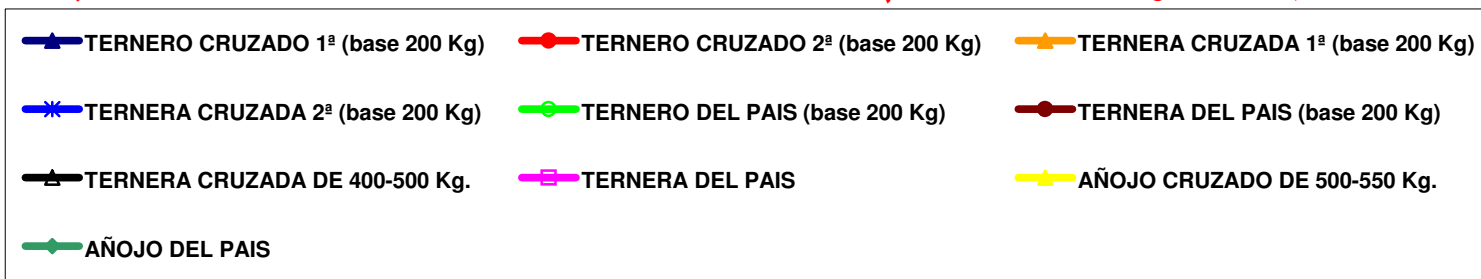 TERNERO CRUZADO 1ª (base 200 Kg) TERNERO CRUZADO 2ª (base 200 Kg) TERNERA CRUZADA 1ª (base 200 Kg)
TERNERA CRUZADA 2ª (base 200 Kg) TERNERO DEL PAIS (base 200 Kg) TERNERA DEL PAIS (base 200 Kg)
TERNERA CRUZADA DE 400-500 Kg. TERNERA DEL PAIS AÑOJO CRUZADO DE 500-550 Kg.
AÑOJO DEL PAIS